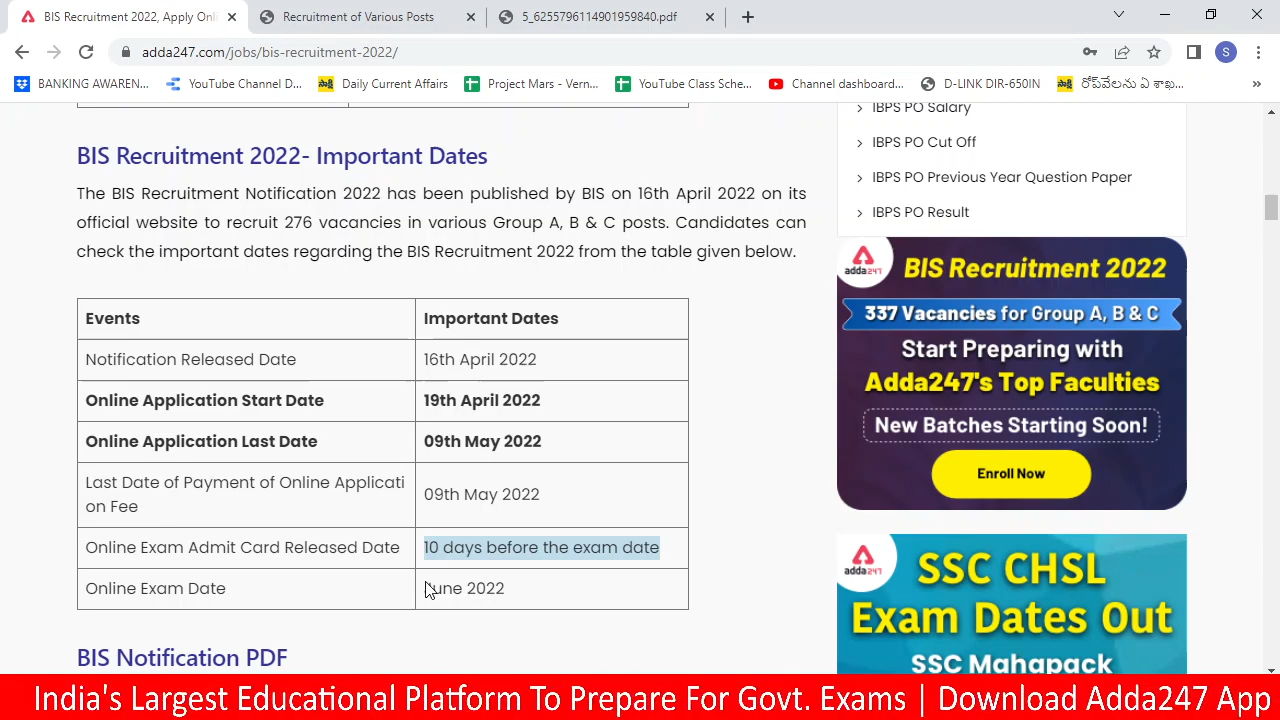 BIS Recruitment 2022, Apply Onli
Recruitment of Various Posts
5_6255796114901959840.pdf
adda247.com/jobs/bis-recruitment-2022/
S
BANKING AWAREN...
YouTube Channel D...
Daily Current Affairs
Project Mars - Vern...
YouTube Class Sche...
Channel dashboard...
D-LINK DIR-650IN
రోప్‌వేలను ఏ శాఖ...
»
BIS Recruitment 2022- Important Dates
The BIS Recruitment Notification 2022 has been published by BIS on 16th April 2022 on its
official website to recruit 276 vacancies in various Group A, B & C posts. Candidates can
check the important dates regarding the BIS Recruitment 2022 from the table given below.
Events Important Dates
Notification Released Date 16th April 2022
Online Application Start Date 19th April 2022
Online Application Last Date 09th May 2022
Last Date of Payment of Online Applicati
on Fee 09th May 2022
Online Exam Admit Card Released Date 10 days before the exam date
Online Exam Date June 2022
BIS Notification PDF
IBPS PO Salary
IBPS PO Cut Off
IBPS PO Previous Year Question Paper
IBPS PO Result
adda247
BIS Recruitment 2022
337 Vacancies for Group A, B & C
Start Preparing with
Adda247's Top Faculties
New Batches Starting Soon!
Enroll Now
adda247
SSC CHSL
Exam Dates Out
SSC Mahapack
India's Largest Educational Platform To Prepare For Govt. Exams | Download Adda247 App